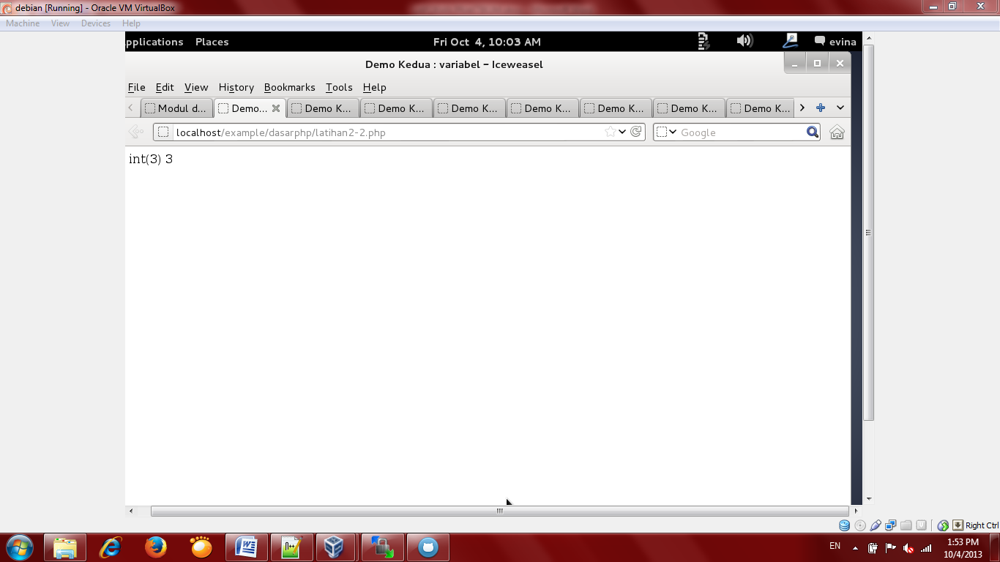 debian [Running] - Oracle VM VirtualBox
Machine View Devices Help
pplications Places Fri Oct 4, 10:03 AM evina
Demo Kedua : variabel – Iceweasel
File Edit View History Bookmarks Tools Help
Modul d... Demo... Demo K... Demo K... Demo K... Demo K... Demo K... Demo K... Demo K...
localhost/example/dasarphp/latihan2-2.php Google
int(3) 3
Right Ctrl
EN 1:53 PM
10/4/2013